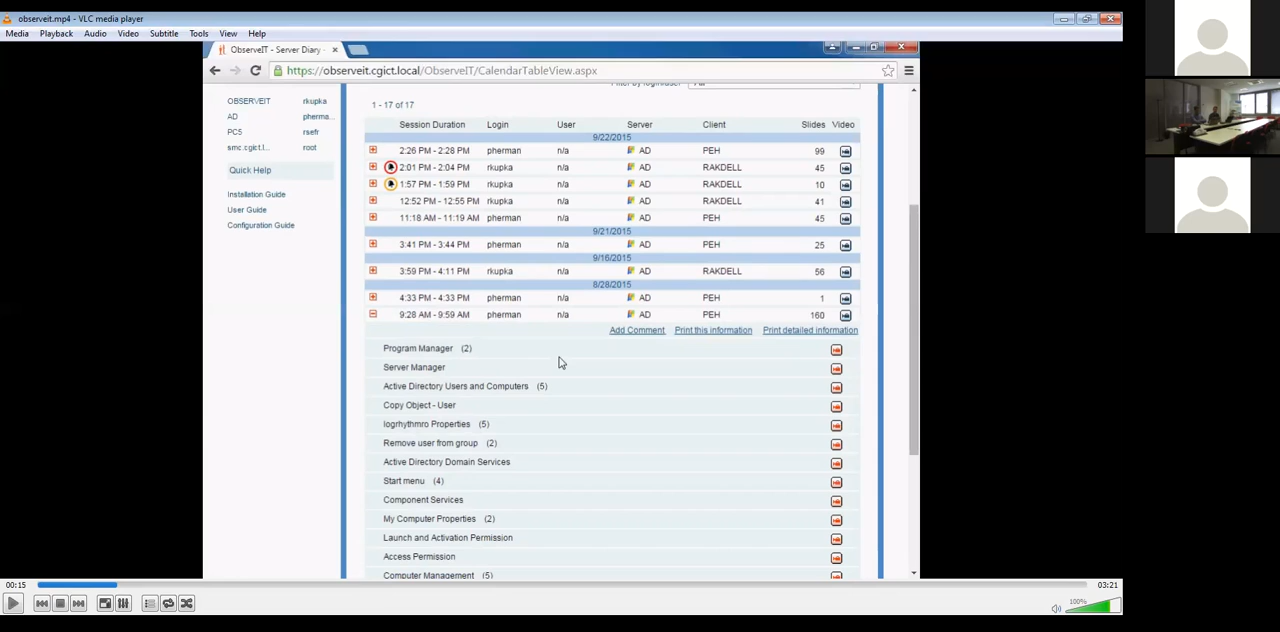 observeit.mp4 - VLC media player
Media Playback Audio Video Subtitle Tools View Help
ObserveIT - Server Diary
https://observeit.cgict.local/ObserveIT/CalendarTableView.aspx
OBSERVEIT rkupka
AD pherma...
PC5 rsefr
smc.cgict.l... root
Quick Help
Installation Guide
User Guide
Configuration Guide
1 - 17 of 17
Session Duration Login User Server Client Slides Video
9/22/2015
2:26 PM - 2:28 PM pherman n/a AD PEH 99
2:01 PM - 2:04 PM rkupka n/a AD RAKDELL 45
1:57 PM - 1:59 PM rkupka n/a AD RAKDELL 10
12:52 PM - 12:55 PM rkupka n/a AD RAKDELL 41
11:18 AM - 11:19 AM pherman n/a AD PEH 45
9/21/2015
3:41 PM - 3:44 PM pherman n/a AD PEH 25
9/16/2015
3:59 PM - 4:11 PM rkupka n/a AD RAKDELL 56
8/28/2015
4:33 PM - 4:33 PM pherman n/a AD PEH 1
9:28 AM - 9:59 AM pherman n/a AD PEH 160
Add Comment Print this information Print detailed information
Program Manager (2)
Server Manager
Active Directory Users and Computers (5)
Copy Object - User
logrhythmro Properties (5)
Remove user from group (2)
Active Directory Domain Services
Start menu (4)
Component Services
My Computer Properties (2)
Launch and Activation Permission
Access Permission
Computer Management (5)
00:15 03:21
100%